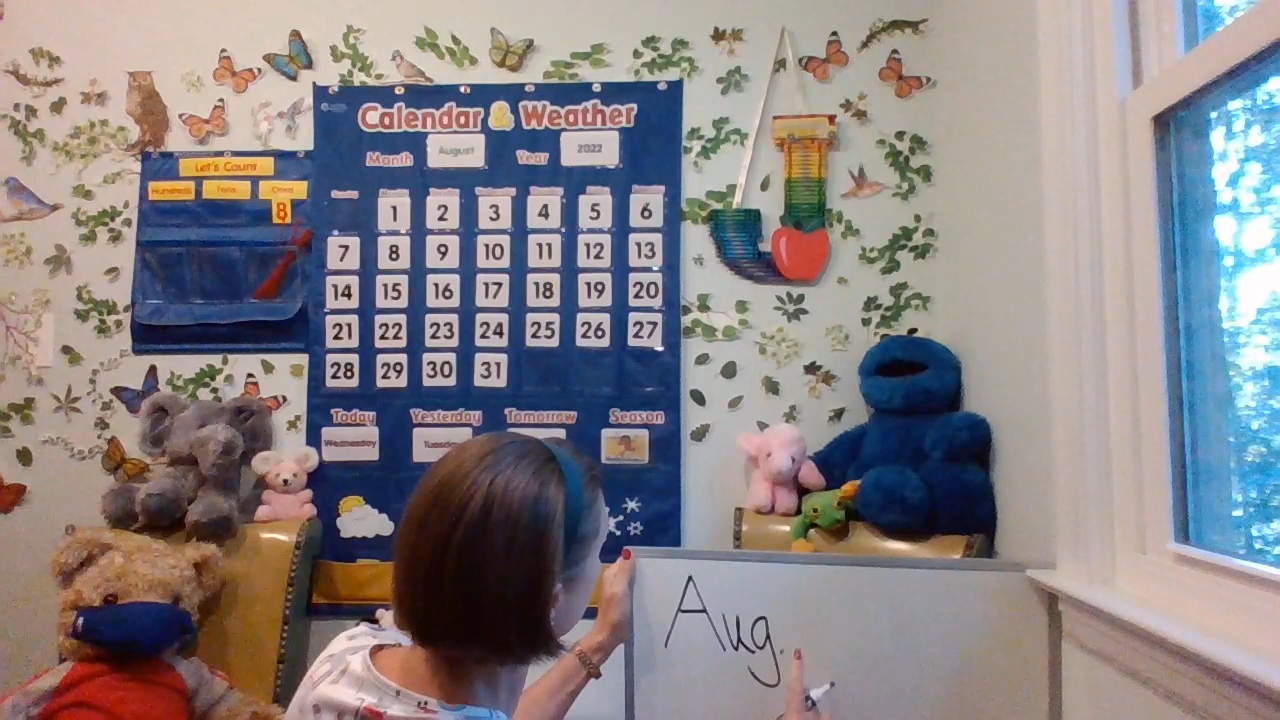 Calendar & Weather
Month August Year 2022
Let's Count
Hundreds Tens Ones
8
1 2 3 4 5 6
7 8 9 10 11 12 13
14 15 16 17 18 19 20
21 22 23 24 25 26 27
28 29 30 31
Today Yesterday Tomorrow Season
Wednesday Tuesday
Aug.